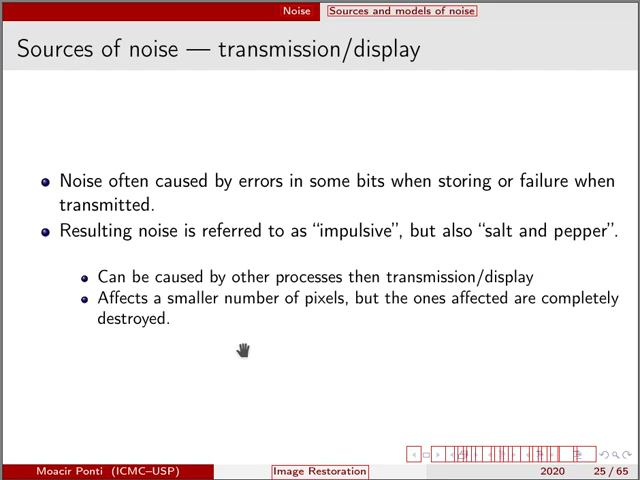 Noise Sources and models of noise
Sources of noise — transmission/display
Noise often caused by errors in some bits when storing or failure when
transmitted.
Resulting noise is referred to as “impulsive”, but also “salt and pepper”.
Can be caused by other processes then transmission/display
Affects a smaller number of pixels, but the ones affected are completely
destroyed.
Moacir Ponti (ICMC–USP) Image Restoration 2020 25 / 65